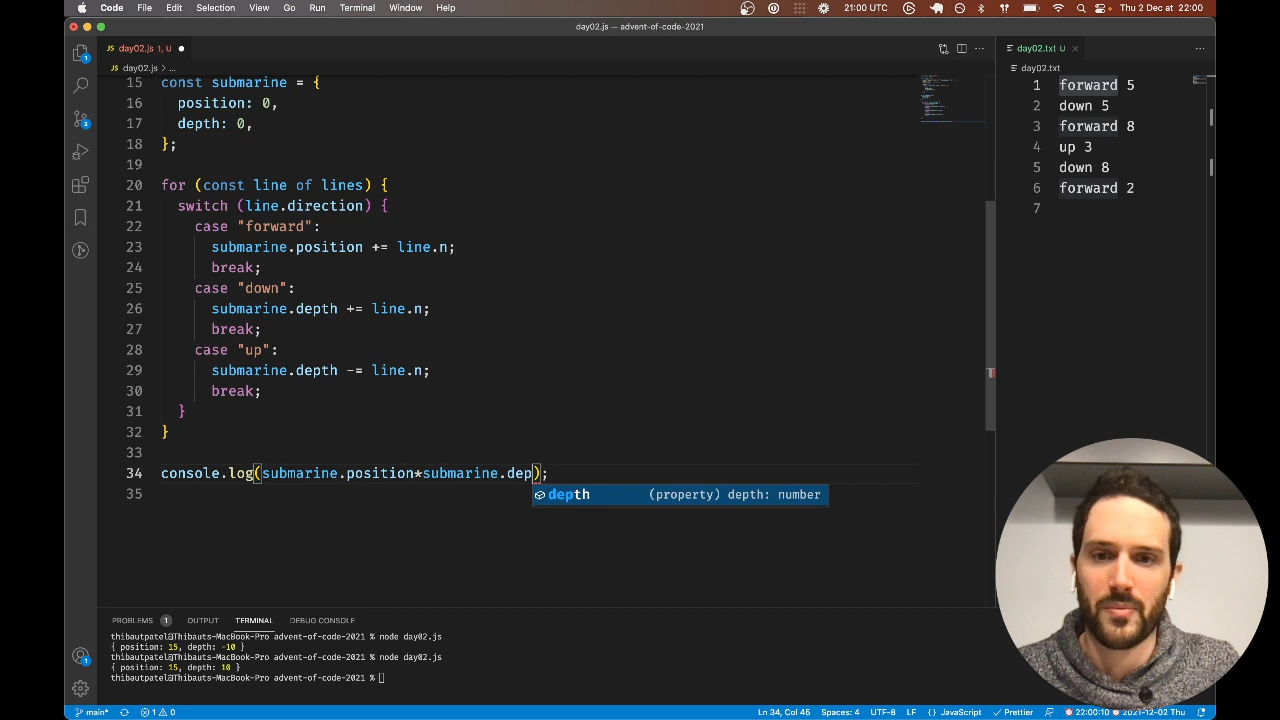 Code File Edit Selection View Go Run Terminal Window Help 21:00 UTC Thu 2 Dec at 22:00
day02.js — advent-of-code-2021
JS day02.js 1, U ●
day02.txt U ×
JS day02.js > ...
day02.txt
15 const submarine = {
16 position: 0,
17 depth: 0,
18 };
19
20 for (const line of lines) {
21 switch (line.direction) {
22 case "forward":
23 submarine.position += line.n;
24 break;
25 case "down":
26 submarine.depth += line.n;
27 break;
28 case "up":
29 submarine.depth -= line.n;
30 break;
31 }
32 }
33
34 console.log(submarine.position*submarine.dep);
depth (property) depth: number
35
1 forward 5
2 down 5
3 forward 8
4 up 3
5 down 8
6 forward 2
7
PROBLEMS 1 OUTPUT TERMINAL DEBUG CONSOLE
thibautpatel@Thibauts-MacBook-Pro advent-of-code-2021 % node day02.js
{ position: 15, depth: -10 }
thibautpatel@Thibauts-MacBook-Pro advent-of-code-2021 % node day02.js
{ position: 15, depth: 10 }
thibautpatel@Thibauts-MacBook-Pro advent-of-code-2021 %
main* 1 0 Ln 34, Col 45 Spaces: 4 UTF-8 LF JavaScript Prettier 22:00:10 2021-12-02 Thu